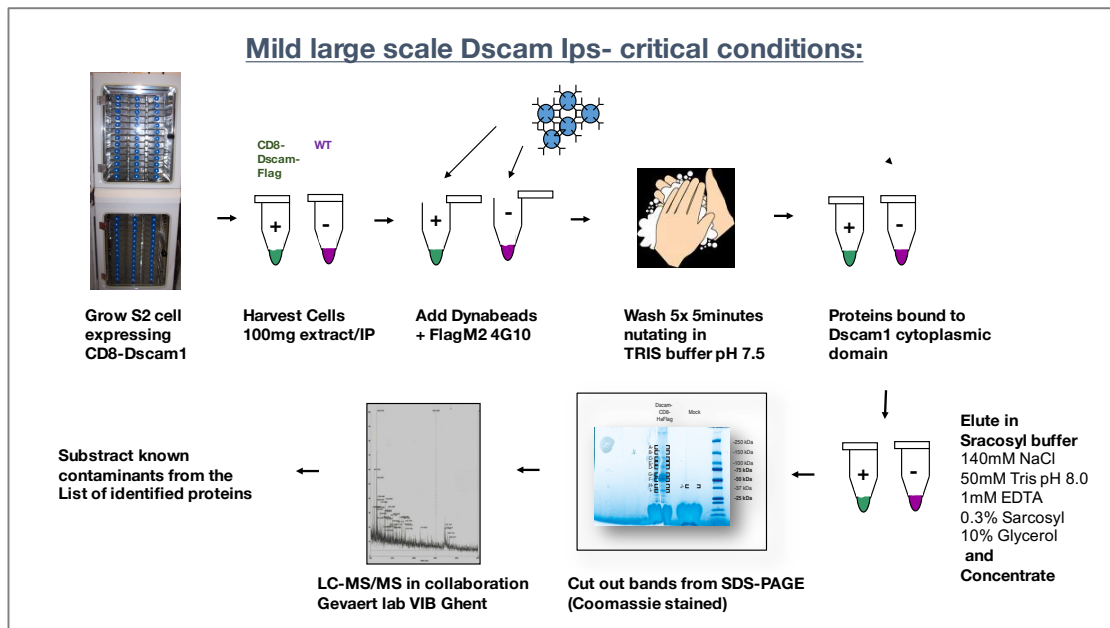 Mild large scale Dscam Ips- critical conditions:
CD8-
Dscam-
Flag
WT
+
-
+
-
+
-
Grow S2 cell
expressing
CD8-Dscam1
Harvest Cells
100mg extract/IP
Add Dynabeads
+ FlagM2 4G10
Wash 5x 5minutes
nutating in
TRIS buffer pH 7.5
Proteins bound to
Dscam1 cytoplasmic
domain
Elute in
Sracosyl buffer
140mM NaCl
50mM Tris pH 8.0
1mM EDTA
0.3% Sarcosyl
10% Glycerol
and
Concentrate
+
-
Dscam-
CD8-
HaFlag
Mock
-250 kDa
-150 kDa
-100 kDa
-75 kDa
-50 kDa
-37 kDa
-25 kDa
Cut out bands from SDS-PAGE
(Coomassie stained)
LC-MS/MS in collaboration
Gevaert lab VIB Ghent
Substract known
contaminants from the
List of identified proteins